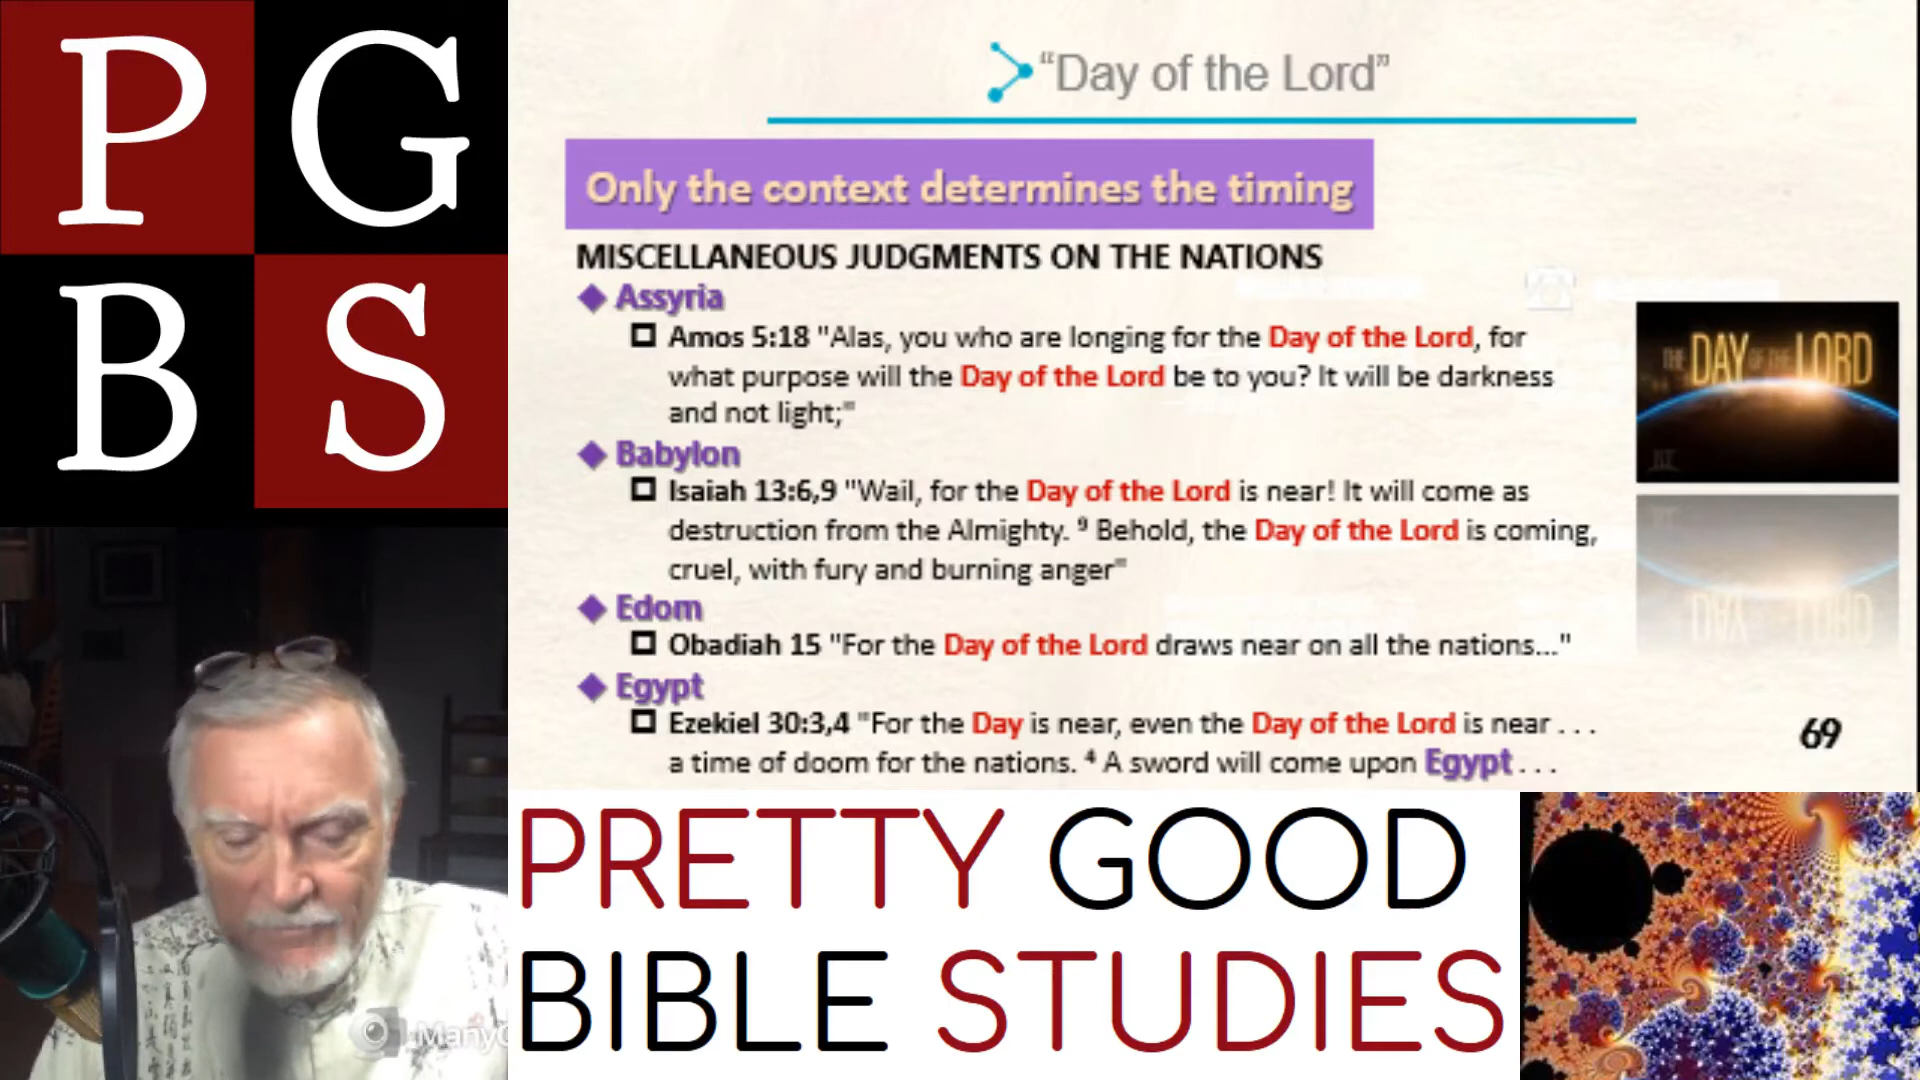 P G
B S
"Day of the Lord"
Only the context determines the timing
MISCELLANEOUS JUDGMENTS ON THE NATIONS
Assyria
Amos 5:18 "Alas, you who are longing for the Day of the Lord, for
what purpose will the Day of the Lord be to you? It will be darkness
and not light;"
Babylon
Isaiah 13:6,9 "Wail, for the Day of the Lord is near! It will come as
destruction from the Almighty. ⁹ Behold, the Day of the Lord is coming,
cruel, with fury and burning anger"
Edom
Obadiah 15 "For the Day of the Lord draws near on all the nations..."
Egypt
Ezekiel 30:3,4 "For the Day is near, even the Day of the Lord is near . . .
a time of doom for the nations. ⁴ A sword will come upon Egypt . . .
THE DAY OF THE LORD
69
PRETTY GOOD
BIBLE STUDIES